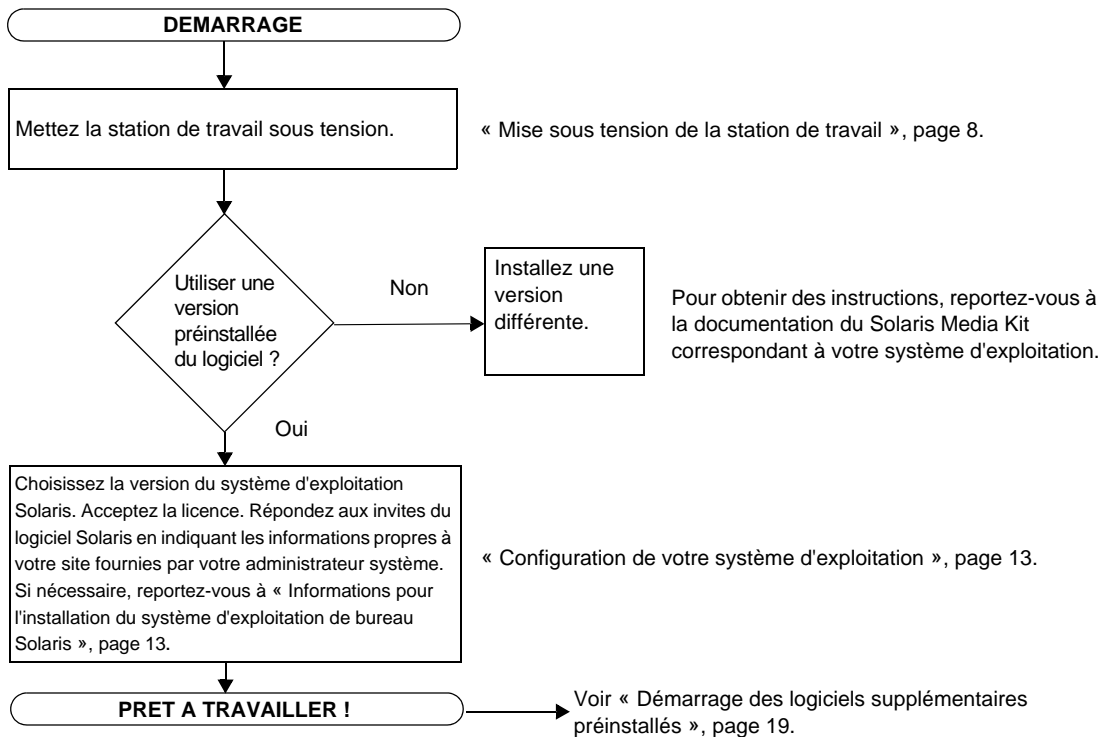 DEMARRAGE
Mettez la station de travail sous tension.
« Mise sous tension de la station de travail », page 8.
Utiliser une
version
préinstallée
du logiciel ?
Non
Installez une
version
différente.
Pour obtenir des instructions, reportez-vous à
la documentation du Solaris Media Kit
correspondant à votre système d'exploitation.
Oui
Choisissez la version du système d'exploitation
Solaris. Acceptez la licence. Répondez aux invites du
logiciel Solaris en indiquant les informations propres à
votre site fournies par votre administrateur système.
Si nécessaire, reportez-vous à « Informations pour
l'installation du système d'exploitation de bureau
Solaris », page 13.
« Configuration de votre système d'exploitation », page 13.
PRET A TRAVAILLER !
Voir « Démarrage des logiciels supplémentaires
préinstallés », page 19.